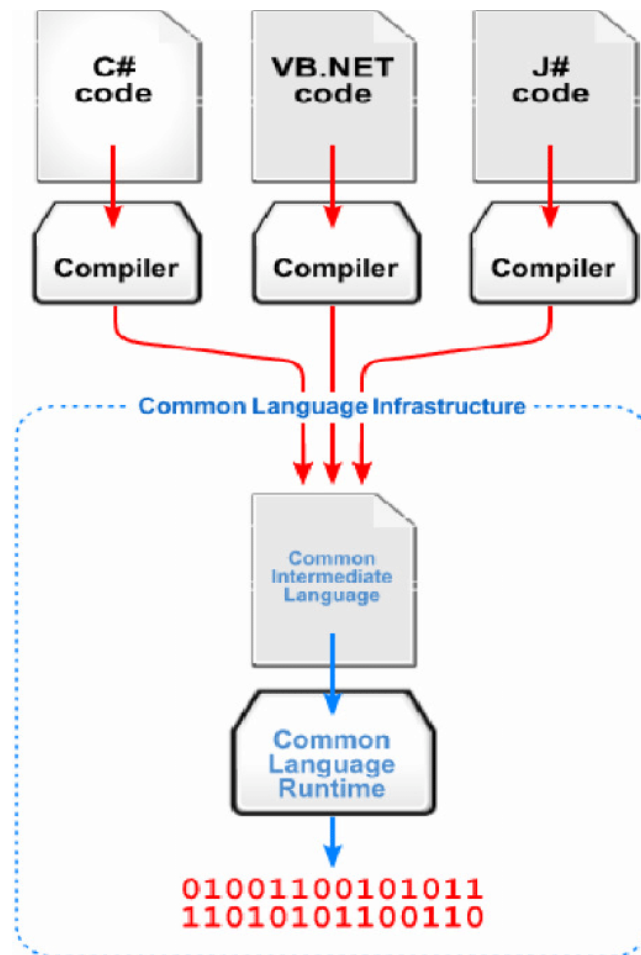 C#
code
VB.NET
code
J#
code
Compiler
Compiler
Compiler
Common Language Infrastructure
Common
Intermediate
Language
Common
Language
Runtime
01001100101011
11010101100110